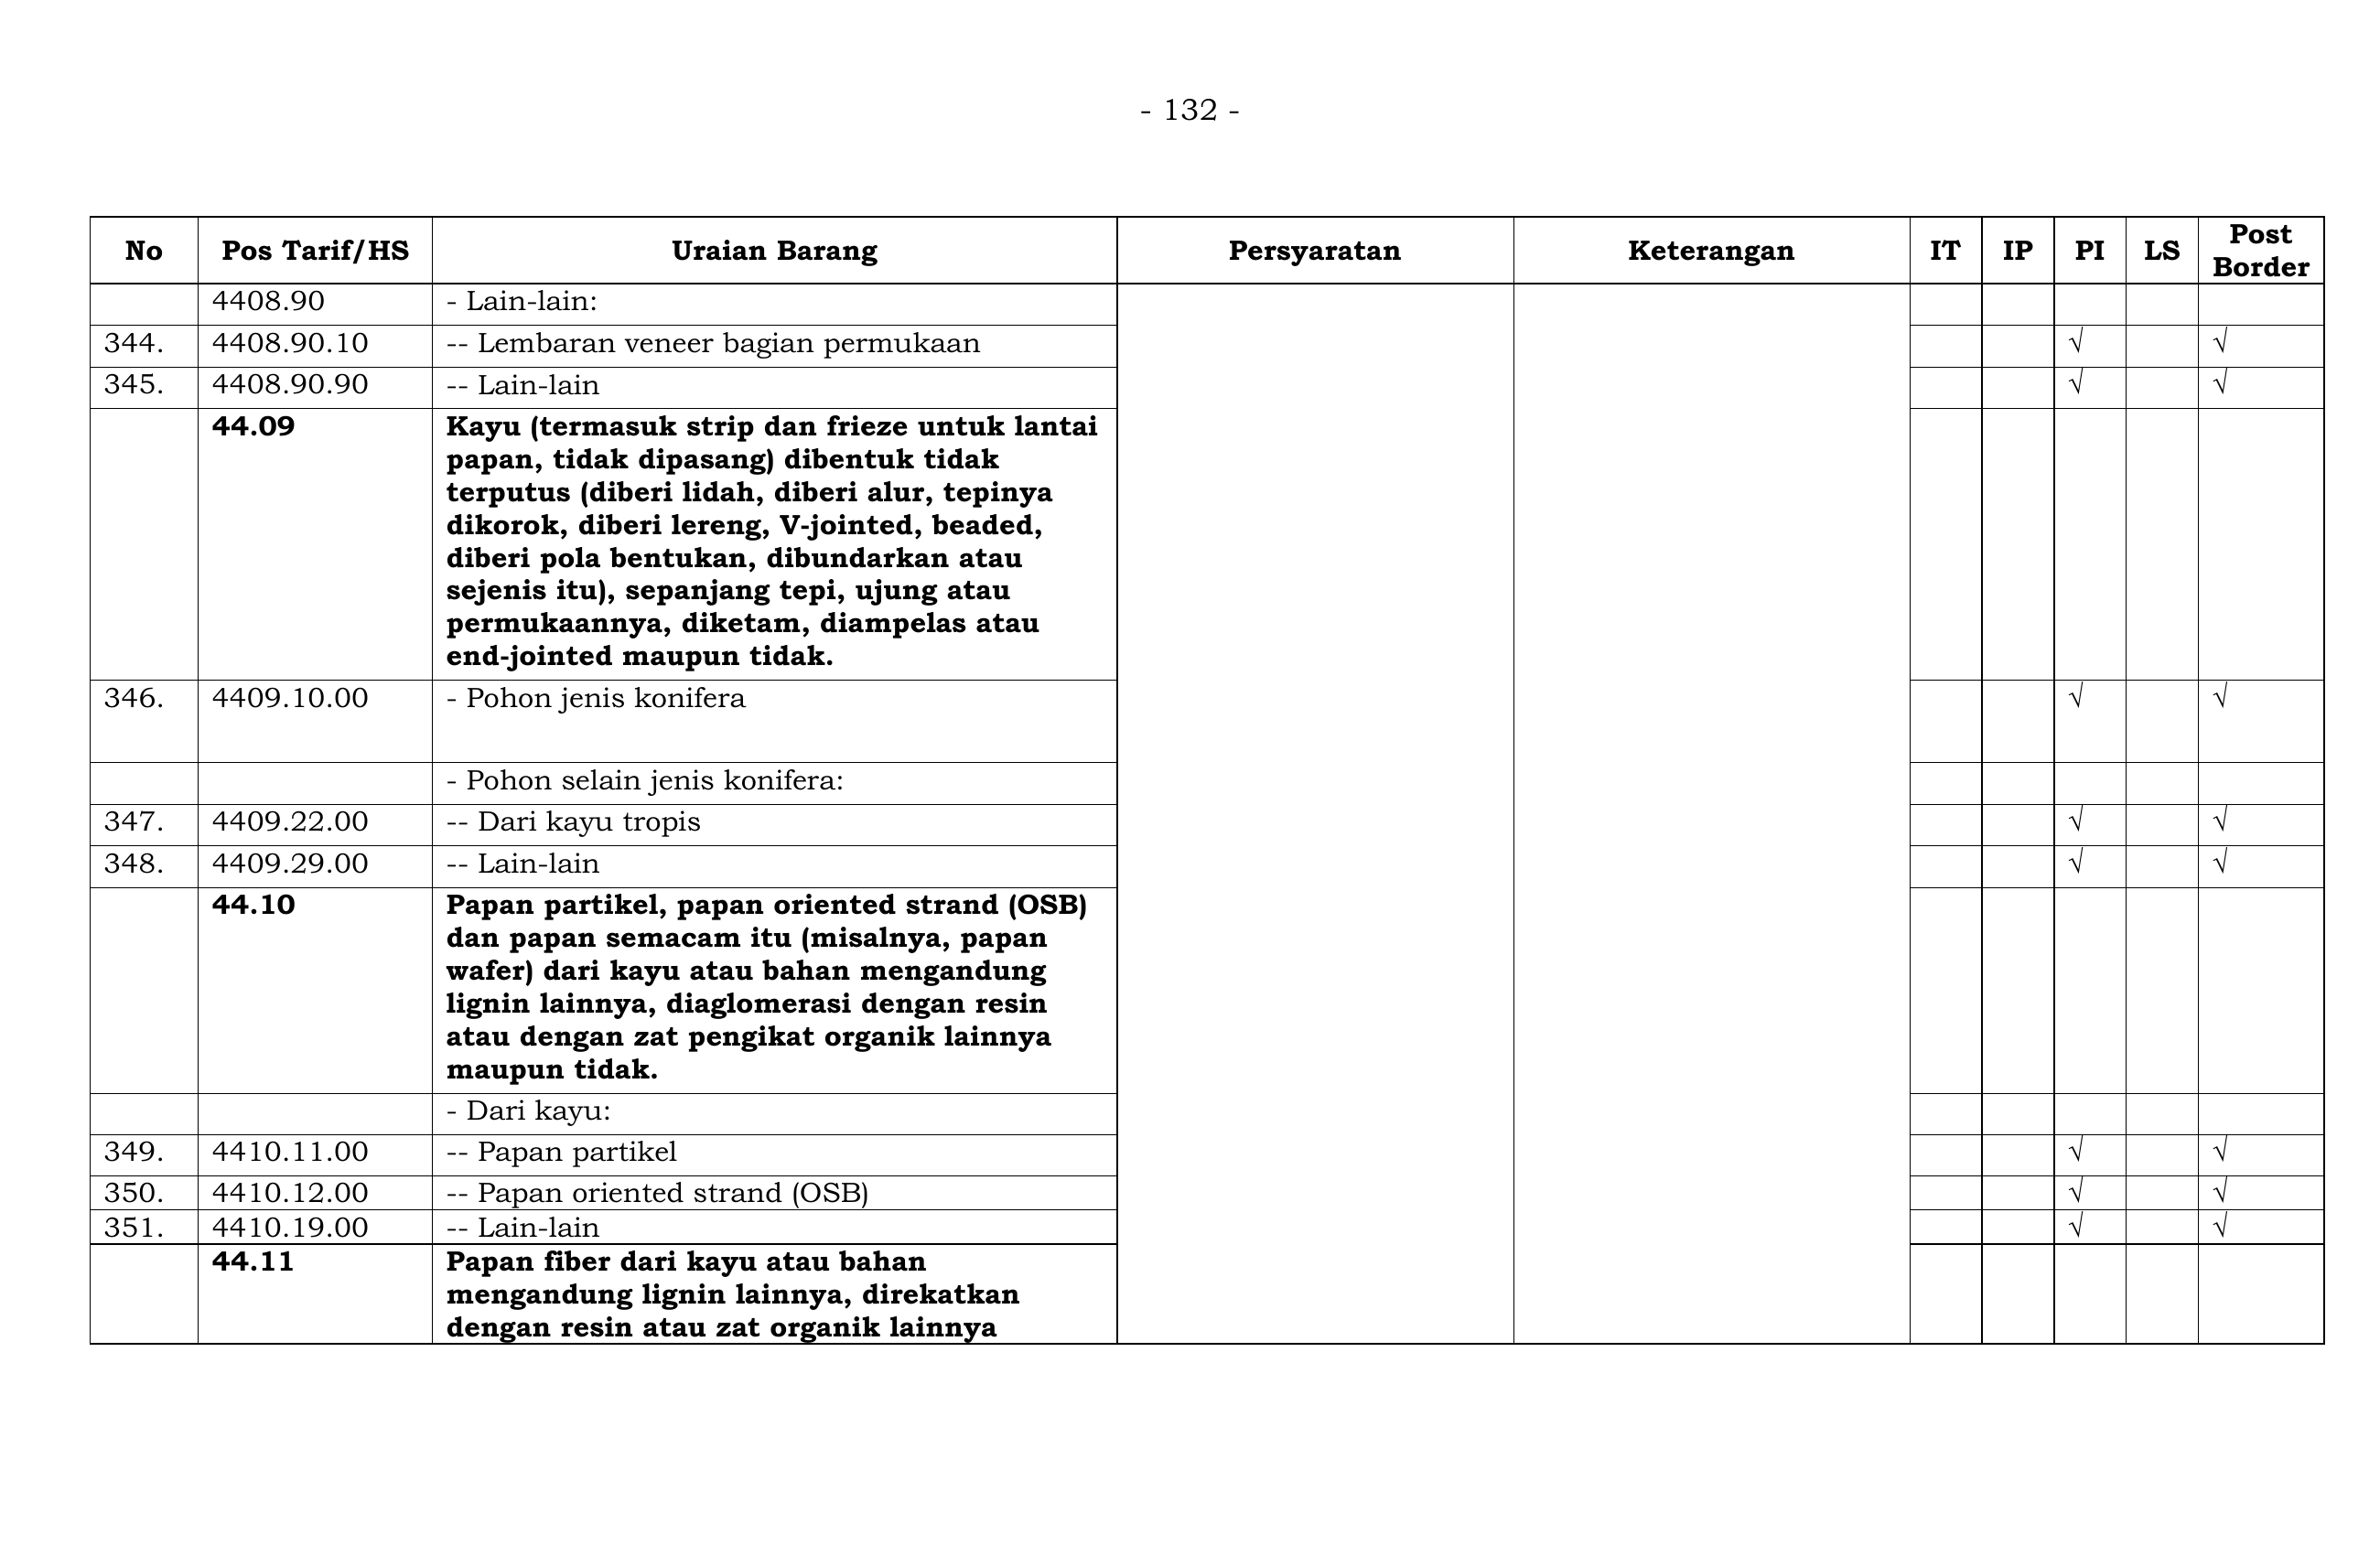 - 132 -
No Pos Tarif/HS Uraian Barang Persyaratan Keterangan IT IP PI LS Post Border
4408.90 - Lain-lain:
344. 4408.90.10 -- Lembaran veneer bagian permukaan √ √
345. 4408.90.90 -- Lain-lain √ √
44.09 Kayu (termasuk strip dan frieze untuk lantai
papan, tidak dipasang) dibentuk tidak
terputus (diberi lidah, diberi alur, tepinya
dikorok, diberi lereng, V-jointed, beaded,
diberi pola bentukan, dibundarkan atau
sejenis itu), sepanjang tepi, ujung atau
permukaannya, diketam, diampelas atau
end-jointed maupun tidak.
346. 4409.10.00 - Pohon jenis konifera √ √
- Pohon selain jenis konifera:
347. 4409.22.00 -- Dari kayu tropis √ √
348. 4409.29.00 -- Lain-lain √ √
44.10 Papan partikel, papan oriented strand (OSB)
dan papan semacam itu (misalnya, papan
wafer) dari kayu atau bahan mengandung
lignin lainnya, diaglomerasi dengan resin
atau dengan zat pengikat organik lainnya
maupun tidak.
- Dari kayu:
349. 4410.11.00 -- Papan partikel √ √
350. 4410.12.00 -- Papan oriented strand (OSB) √ √
351. 4410.19.00 -- Lain-lain √ √
44.11 Papan fiber dari kayu atau bahan
mengandung lignin lainnya, direkatkan
dengan resin atau zat organik lainnya